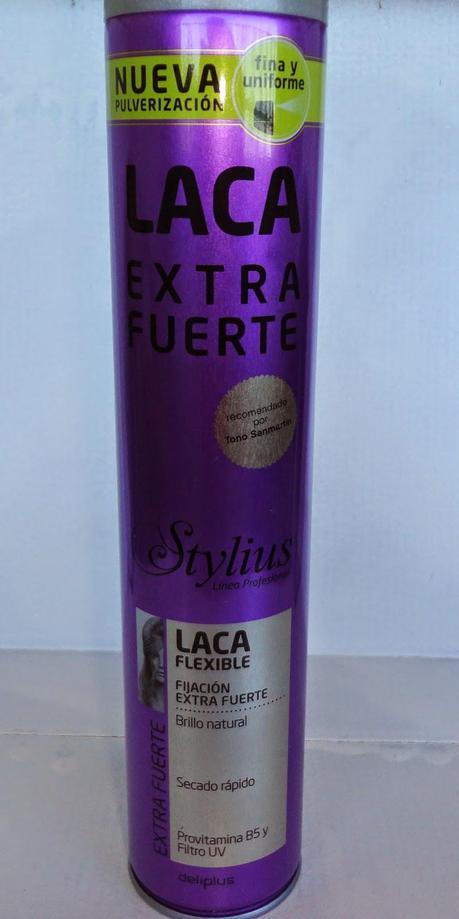 NUEVA
PULVERIZACIÓN
fina y
uniforme
LACA
EXTRA
FUERTE
recomendado
por
Tono Sanmartín
Stylius
Línea Profesional
LACA
FLEXIBLE
FIJACIÓN
EXTRA FUERTE
Brillo natural
Secado rápido
Provitamina B5 y
Filtro UV
EXTRA FUERTE
deliplus